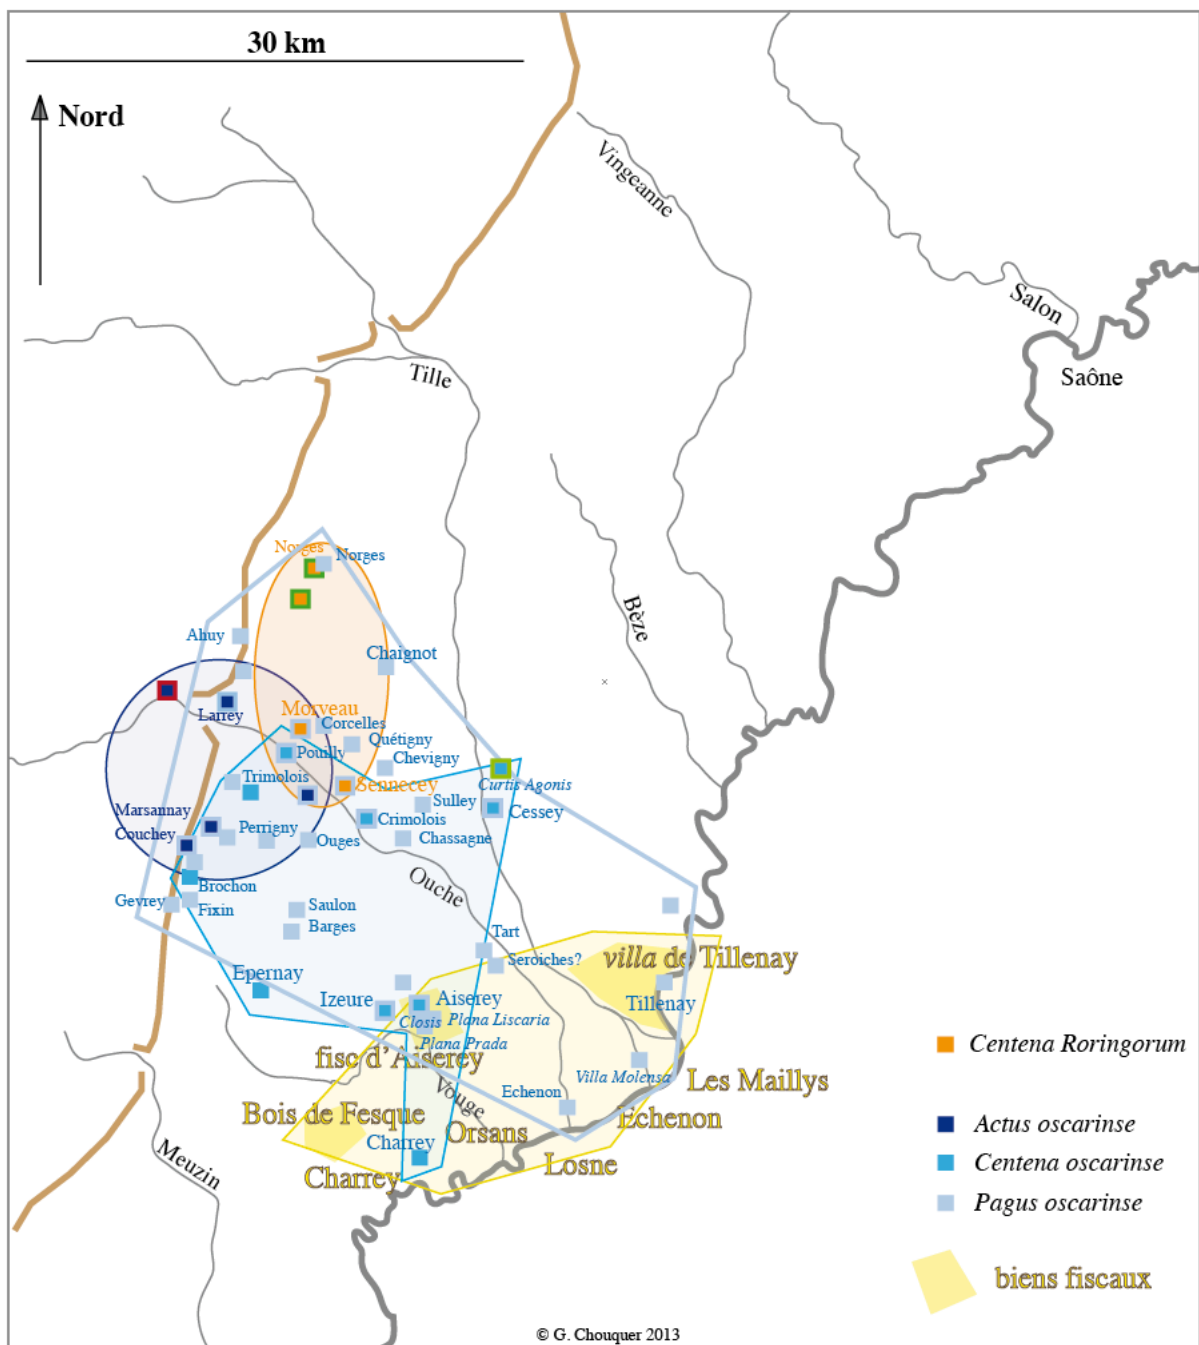 30 km
Nord
Vingeanne
Salon
Saône
Tille
Norges
Norges
Bèze
Ahuy
Chaignot
Larrey
Morveau
Corcelles
Quétigny
Pouilly
Chevigny
Trimolois
Sennecey
Curtis Agonis
Sulley
Cessey
Marsannay
Crimolois
Couchey
Perrigny
Ouges
Chassagne
Ouche
Brochon
Gevrey
Fixin
Saulon
Barges
Tart
Seroiches?
villa de Tillenay
Epernay
Izeure
Aiserey
Tillenay
Closis
Plana Liscaria
Plana Prada
fisc d'Aiserey
Villa Molensa
Les Maillys
Vouge
Echenon
Bois de Fesque
Echenon
Orsans
Charrey
Losne
Charrey
Meuzin
Centena Roringorum
Actus oscarinse
Centena oscarinse
Pagus oscarinse
biens fiscaux
© G. Chouquer 2013